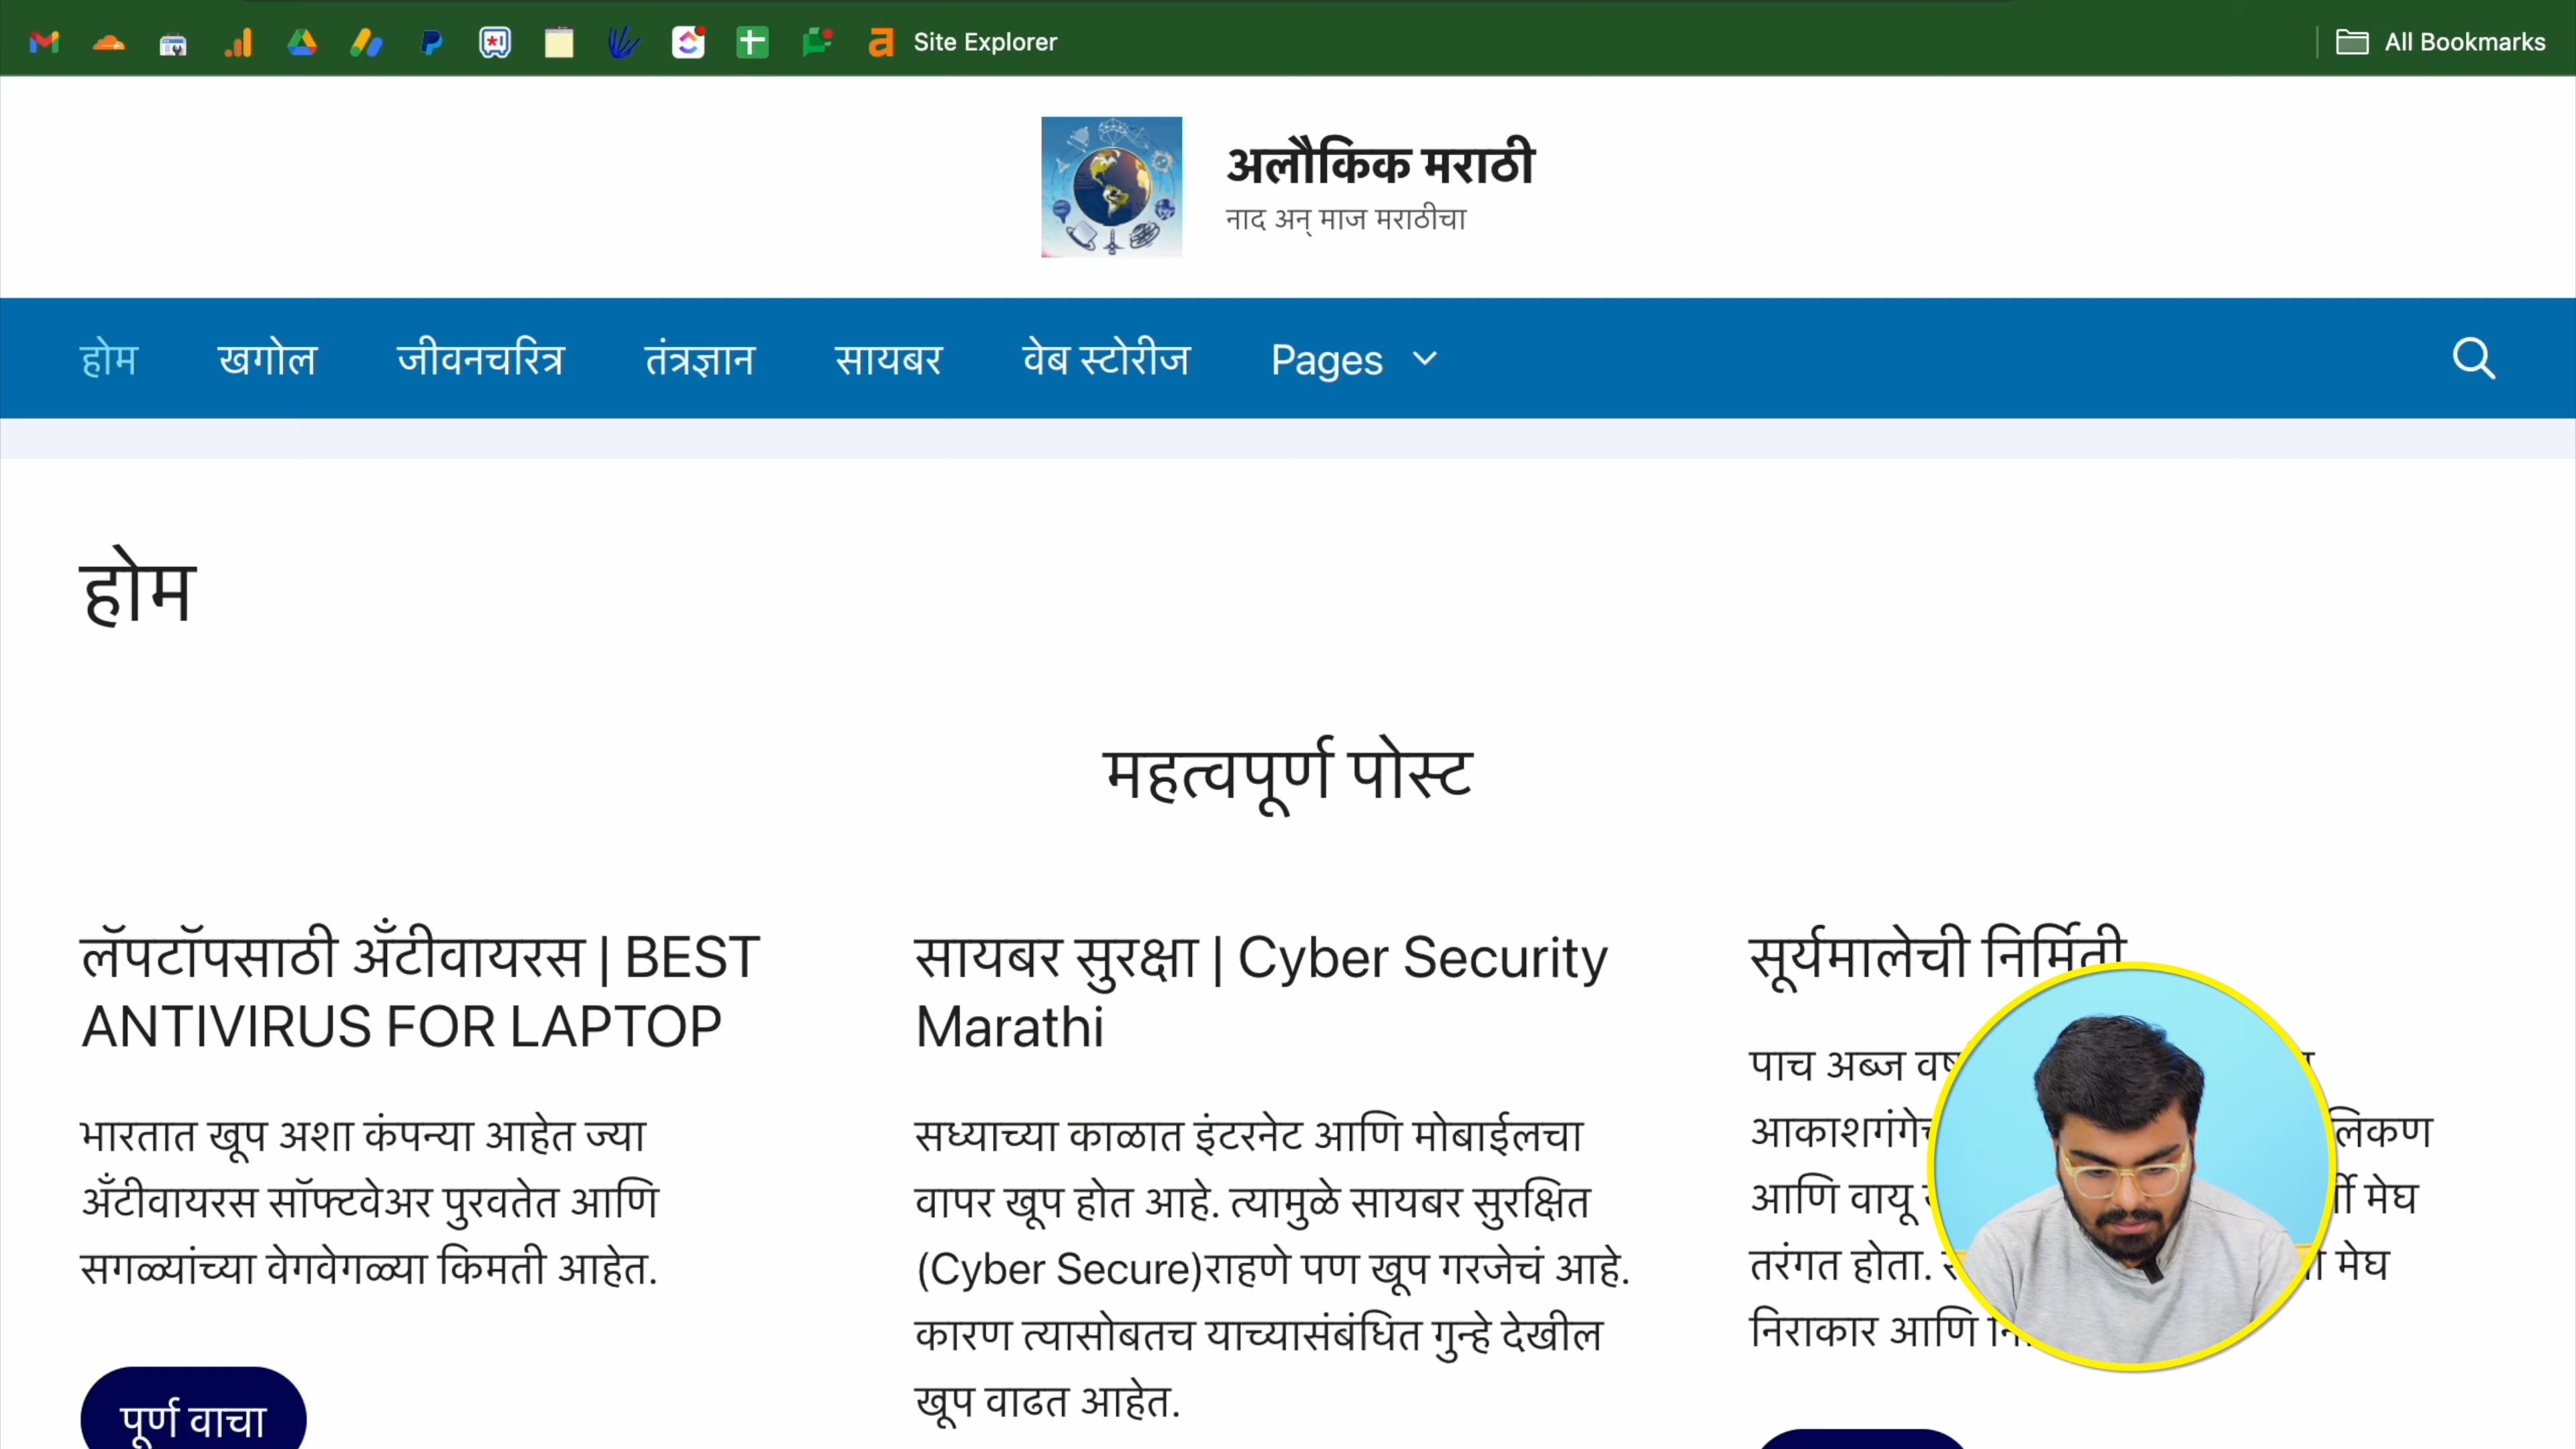 Site Explorer
All Bookmarks
अलौकिक मराठी
नाद अन् माज मराठीचा
होम
खगोल
जीवनचरित्र
तंत्रज्ञान
सायबर
वेब स्टोरीज
Pages
होम
महत्वपूर्ण पोस्ट
लॅपटॉपसाठी अँटीवायरस | BEST
ANTIVIRUS FOR LAPTOP
भारतात खूप अशा कंपन्या आहेत ज्या
अँटीवायरस सॉफ्टवेअर पुरवतेत आणि
सगळ्यांच्या वेगवेगळ्या किमती आहेत.
पूर्ण वाचा
सायबर सुरक्षा | Cyber Security
Marathi
सध्याच्या काळात इंटरनेट आणि मोबाईलचा
वापर खूप होत आहे. त्यामुळे सायबर सुरक्षित
(Cyber Secure)राहणे पण खूप गरजेचं आहे.
कारण त्यासोबतच याच्यासंबंधित गुन्हे देखील
खूप वाढत आहेत.
सूर्यमालेची निर्मिती
पाच अब्ज
आणि वायू मेघ
तरंगत होता. मेघ
निराकार आणि